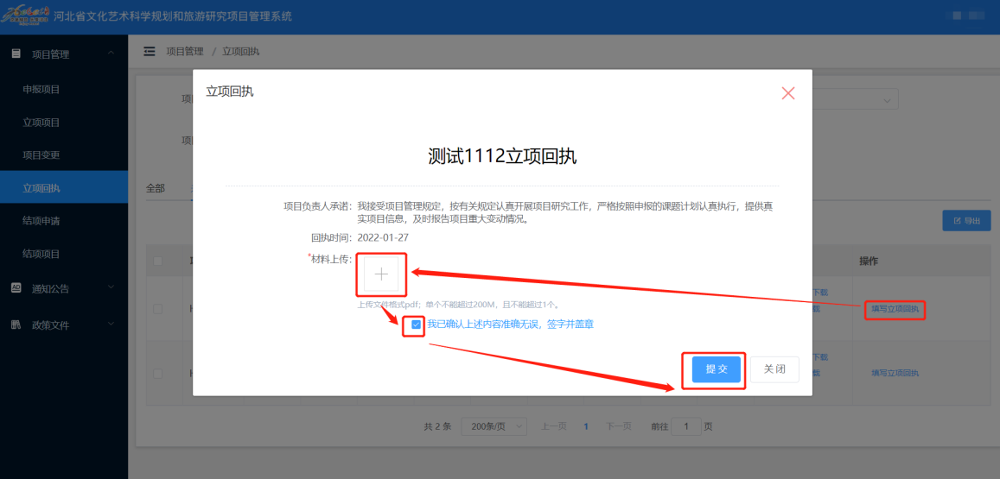 河北省文化艺术科学规划和旅游研究项目管理系统
项目管理
申报项目
立项项目
项目变更
立项回执
结项申请
结项项目
通知公告
政策文件
项目管理 / 立项回执
项
项
全部
导出
操作
下载
载
填写立项回执
下载
载
填写立项回执
立项回执
测试1112立项回执
项目负责人承诺：我接受项目管理规定，按有关规定认真开展项目研究工作，严格按照申报的课题计划认真执行，提供真
实项目信息，及时报告项目重大变动情况。
回执时间：2022-01-27
*材料上传：
上传文件格式pdf；单个不能超过200M，且不能超过1个。
我已确认上述内容准确无误，签字并盖章
提交 关闭
共 2 条 200条/页 上一页 1 下一页 前往 1 页